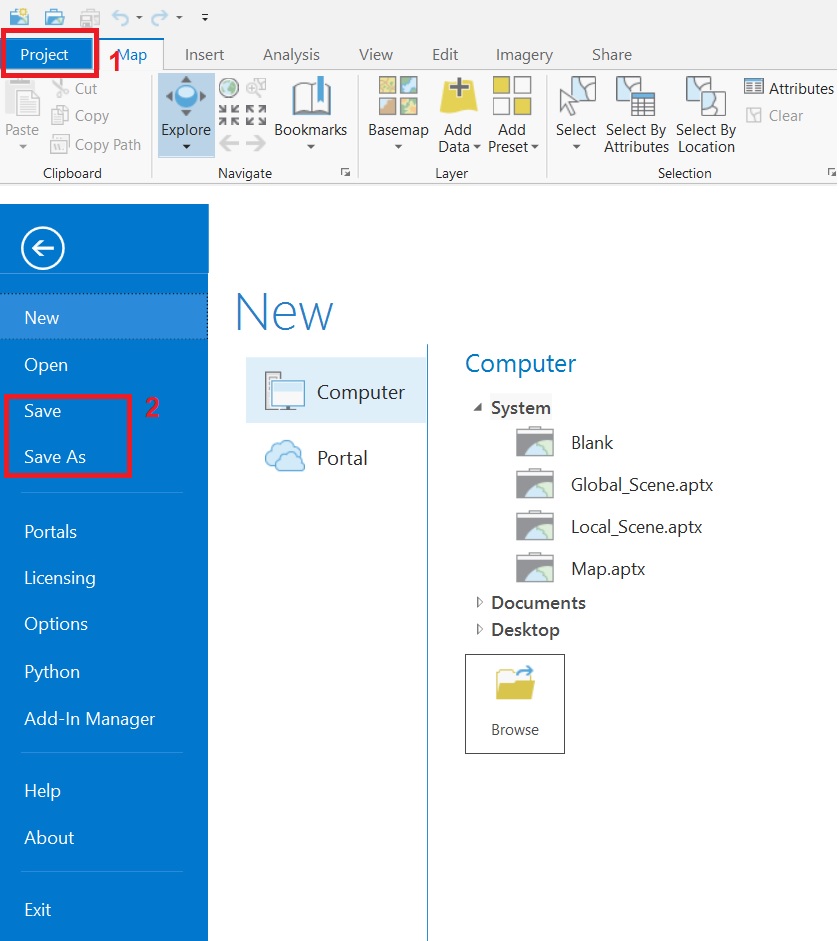 Project
1
Map
Insert
Analysis
View
Edit
Imagery
Share
Paste
Cut
Copy
Copy Path
Clipboard
Explore
Bookmarks
Navigate
Basemap
Add
Data
Add
Preset
Layer
Select
Select By
Attributes
Select By
Location
Attributes
Clear
Selection
New
Open
Save
2
Save As
Portals
Licensing
Options
Python
Add-In Manager
Help
About
Exit
New
Computer
Portal
Computer
System
Blank
Global_Scene.aptx
Local_Scene.aptx
Map.aptx
Documents
Desktop
Browse